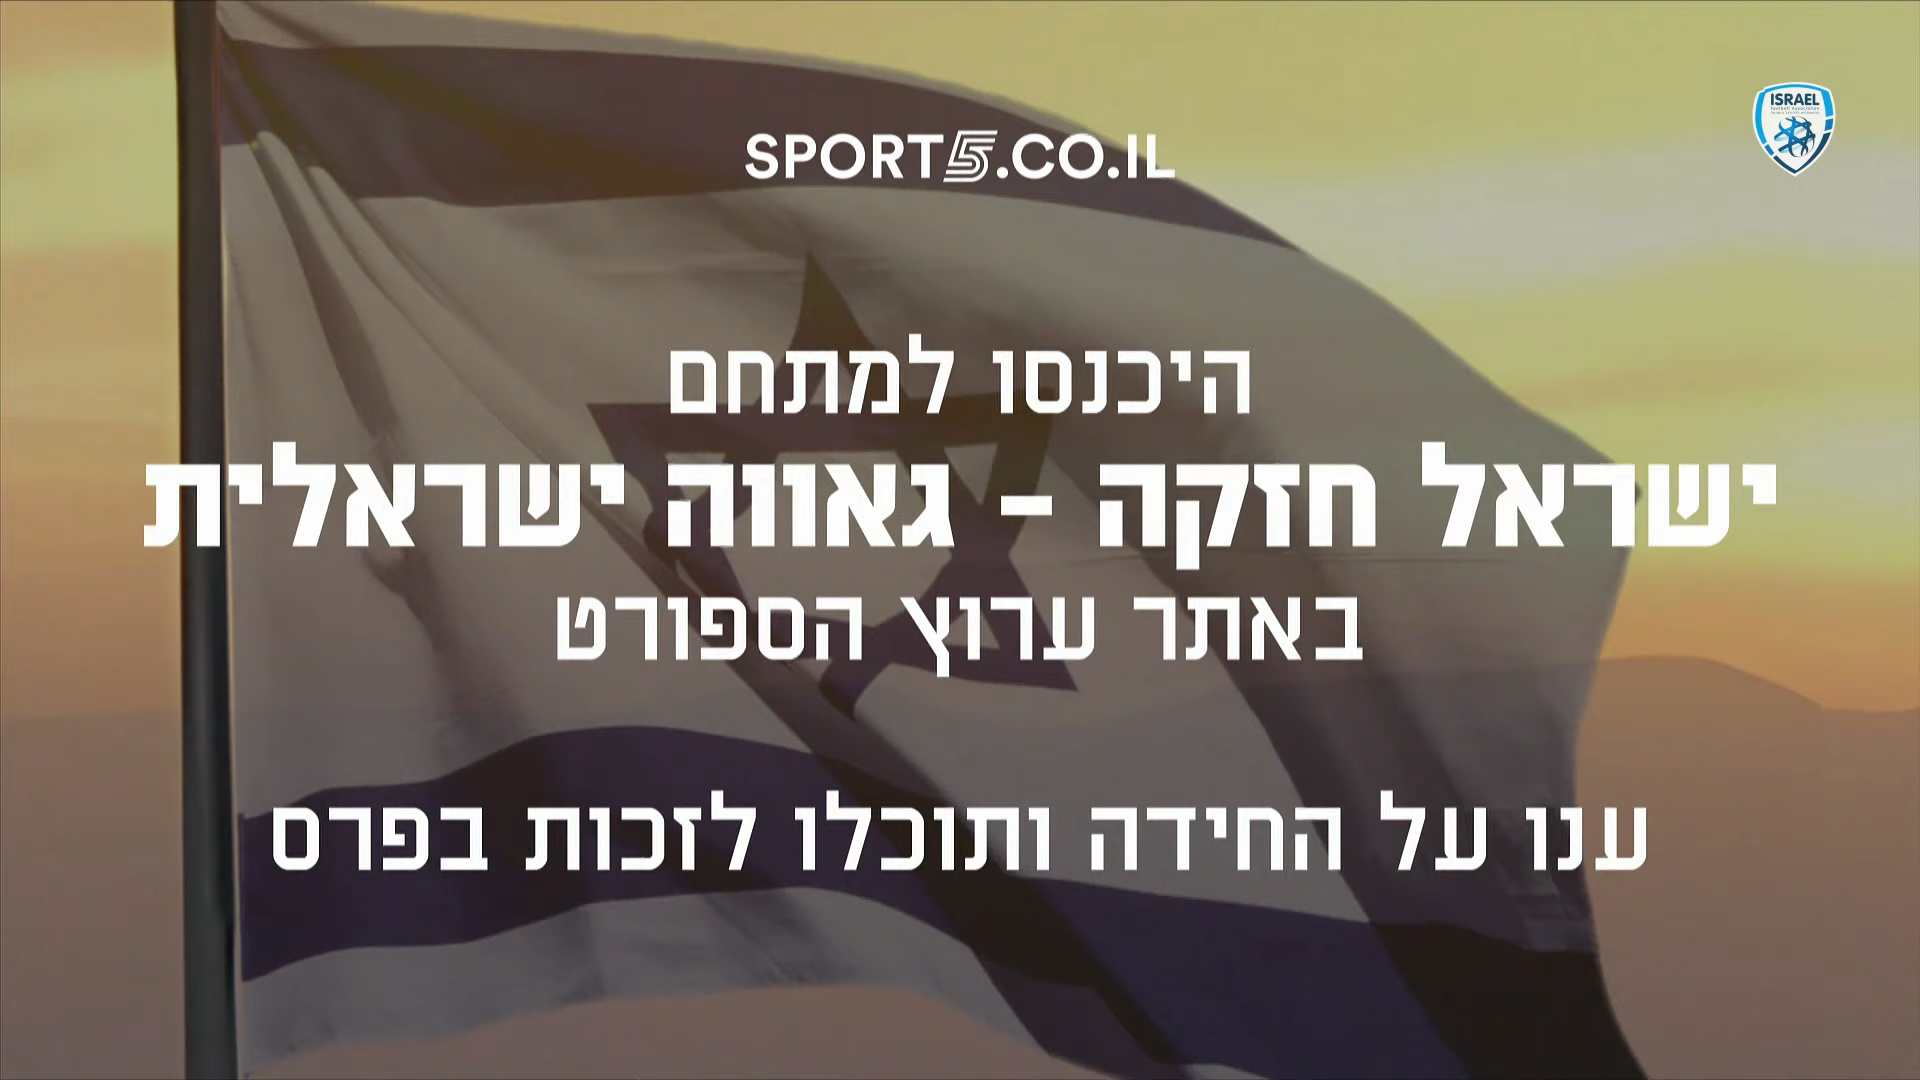 SPORT5.CO.IL
ISRAEL
היכנסו למתחם
ישראל חזקה - גאווה ישראלית
באתר ערוץ הספורט
ענו על החידה ותוכלו לזכות בפרס